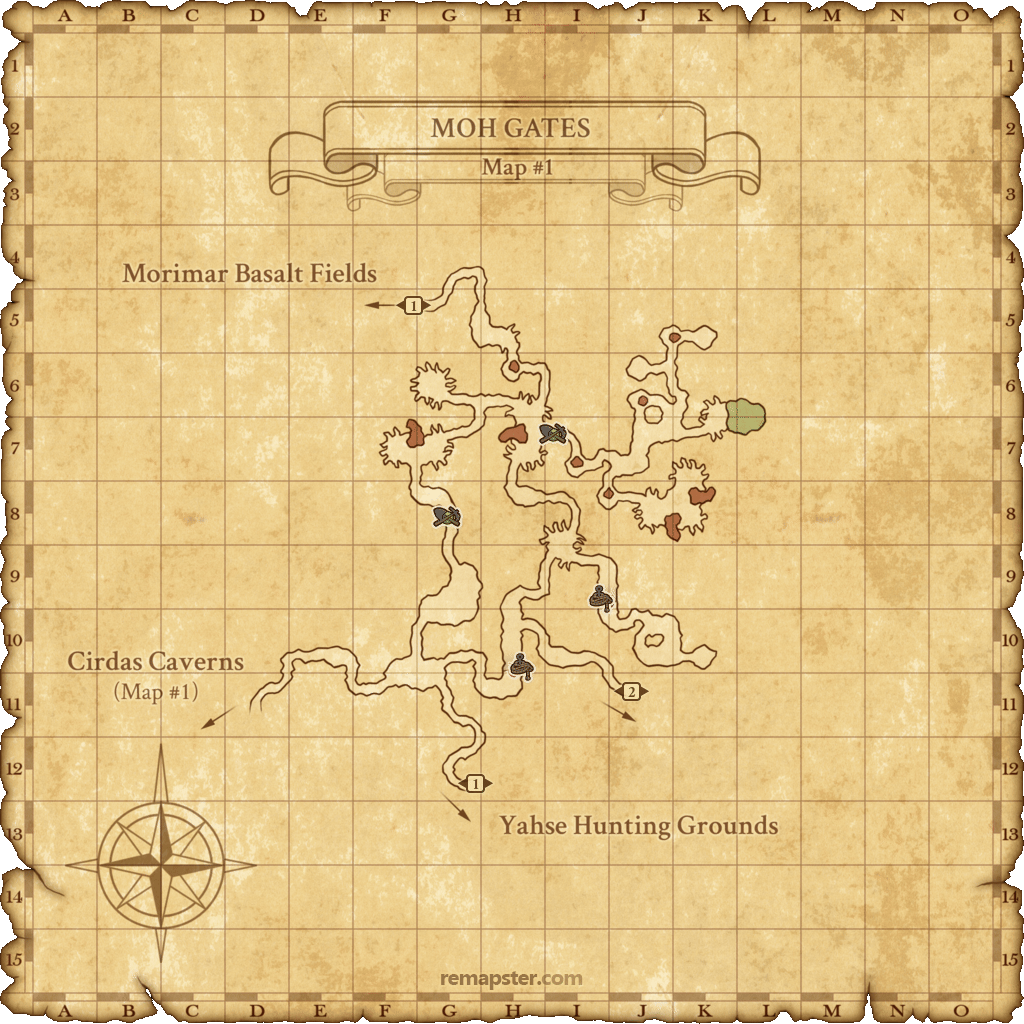 A B C D E F G H I J K L M N O
1 1
MOH GATES
2 2
Map #1
3 3
4 4
Morimar Basalt Fields
1
5 5
6 6
7 7
8 8
9 9
10 10
Cirdas Caverns
(Map #1)
2
11 11
12 12
1
Yahse Hunting Grounds
13 13
14 14
15 15
remapster.com
A B C D E F G H I J K L M N O